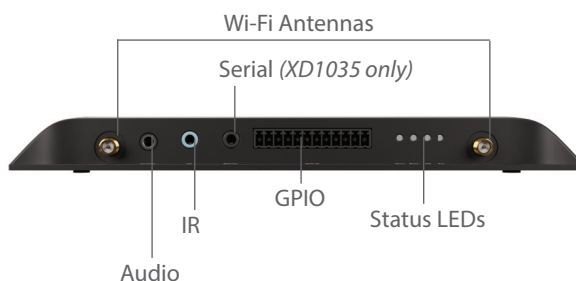 Wi-Fi Antennas
Serial (XD1035 only)
GPIO
IR
Status LEDs
Audio